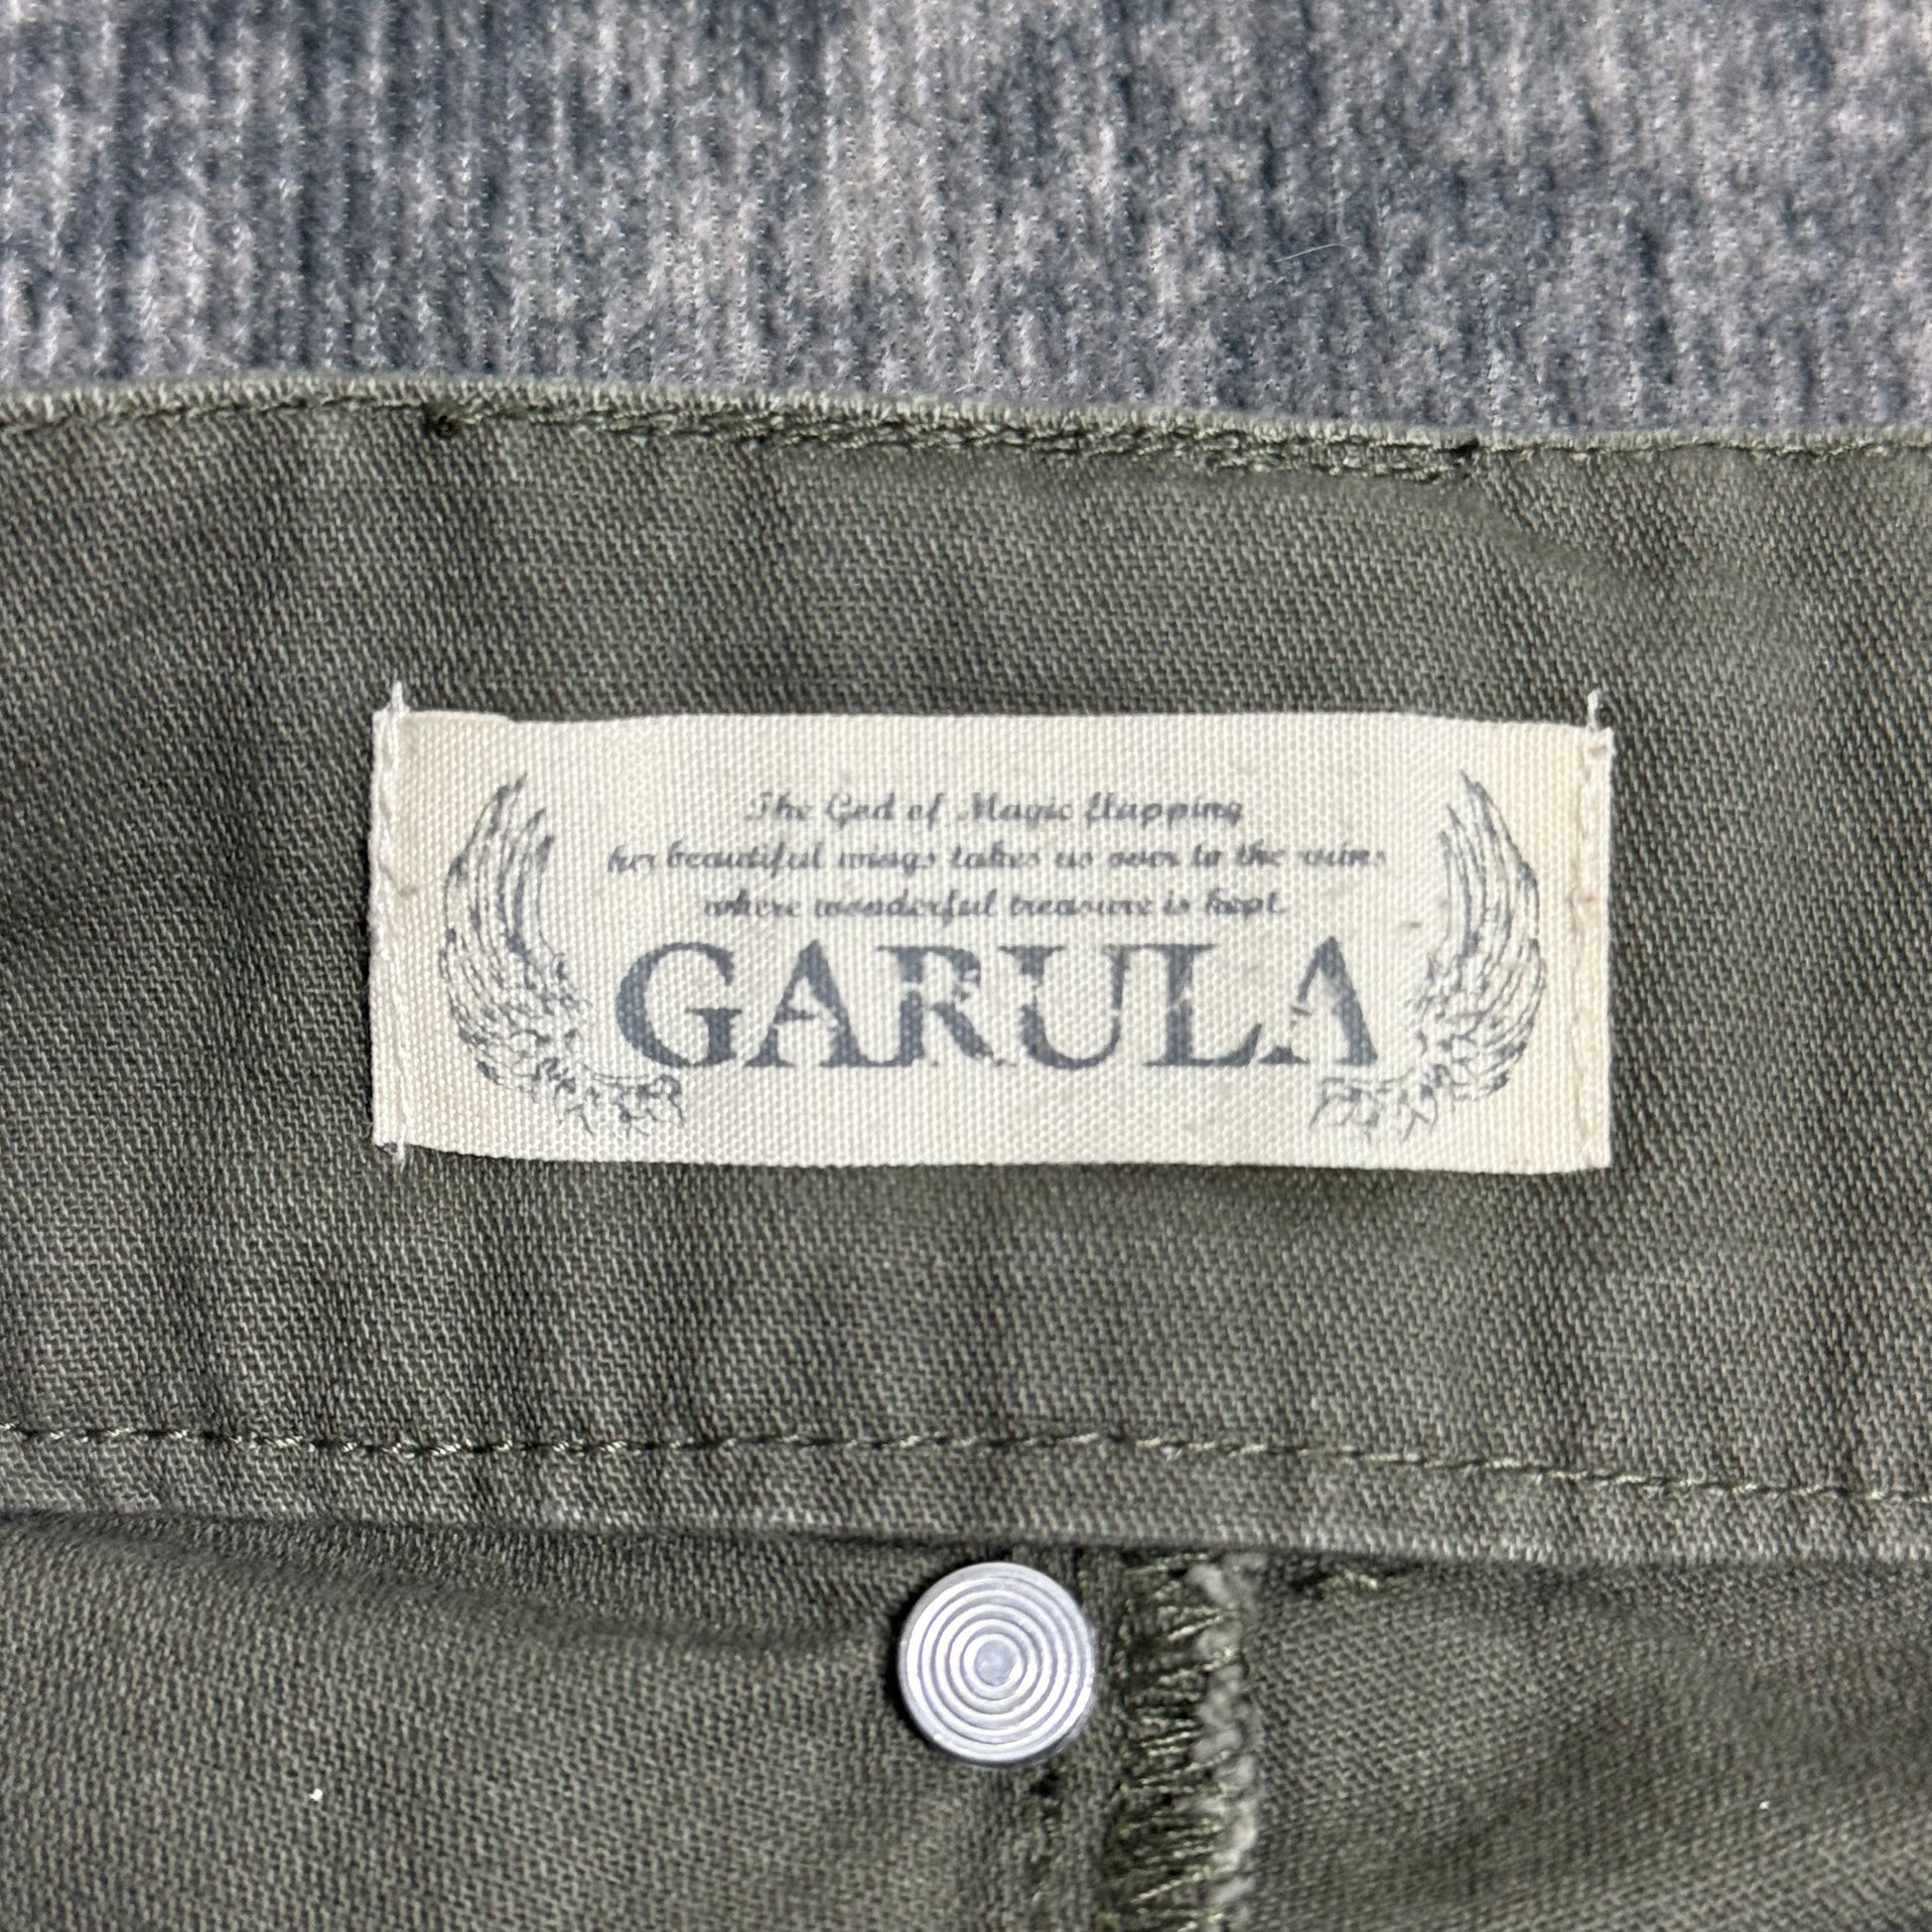 The God of Magic flapping
her beautiful wings takes us over to the ruins
where wonderful treasure is kept.
GARULA